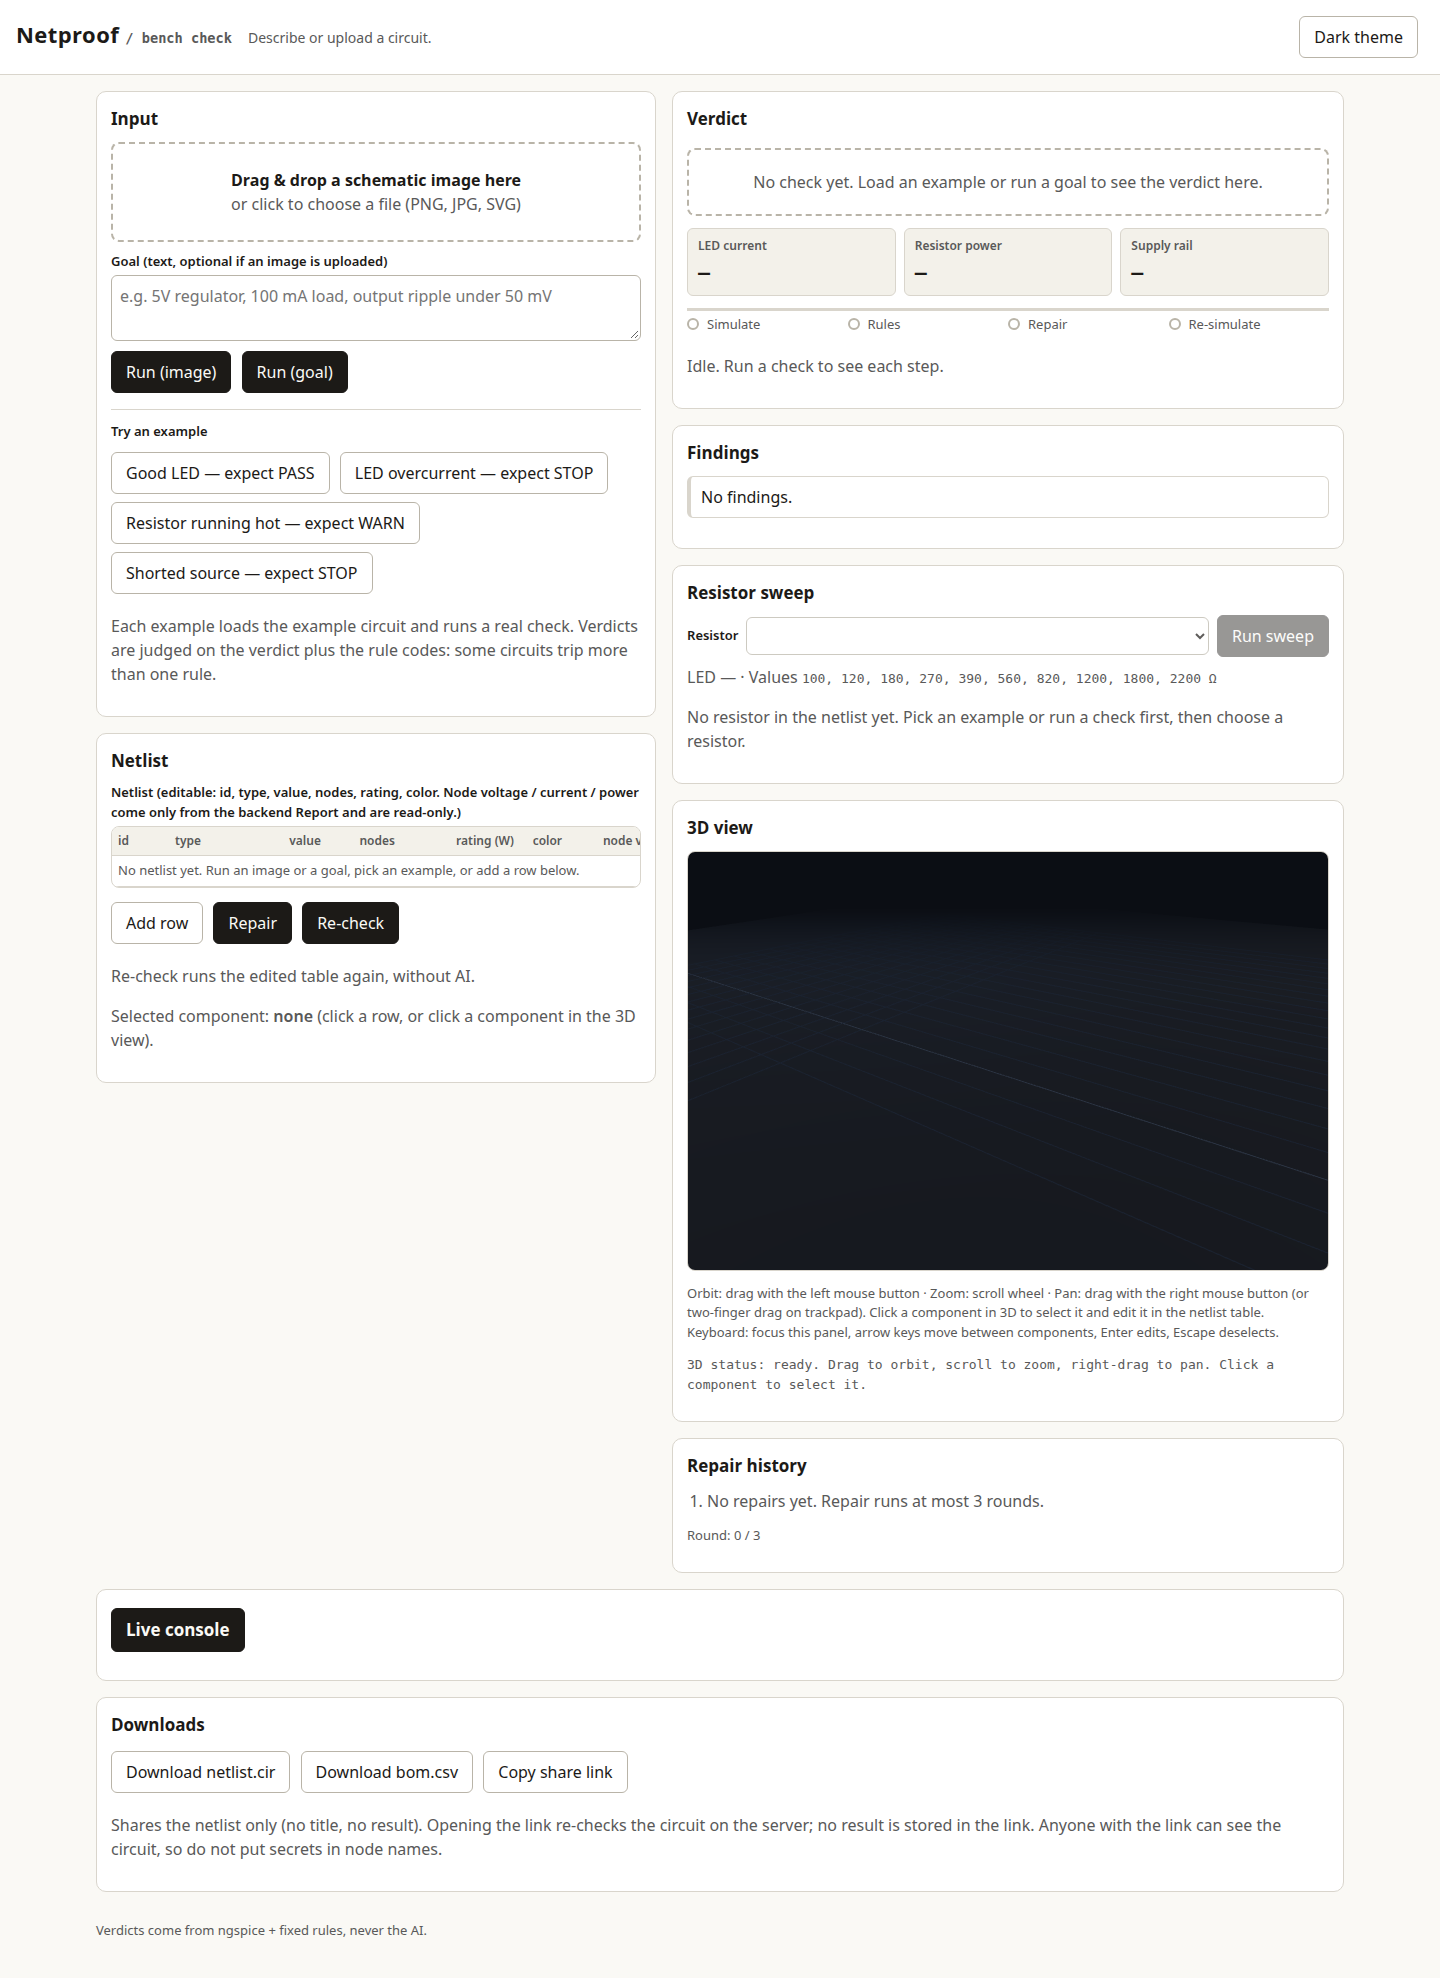 Netproof / bench check Describe or upload a circuit.
Dark theme
Input
Drag & drop a schematic image here
or click to choose a file (PNG, JPG, SVG)
Goal (text, optional if an image is uploaded)
e.g. 5V regulator, 100 mA load, output ripple under 50 mV
Run (image) Run (goal)
Try an example
Good LED — expect PASS LED overcurrent — expect STOP
Resistor running hot — expect WARN
Shorted source — expect STOP
Each example loads the example circuit and runs a real check. Verdicts
are judged on the verdict plus the rule codes: some circuits trip more
than one rule.
Netlist
Netlist (editable: id, type, value, nodes, rating, color. Node voltage / current / power
come only from the backend Report and are read-only.)
id type value nodes rating (W) color node v
No netlist yet. Run an image or a goal, pick an example, or add a row below.
Add row Repair Re-check
Re-check runs the edited table again, without AI.
Selected component: none (click a row, or click a component in the 3D
view).
Verdict
No check yet. Load an example or run a goal to see the verdict here.
LED current Resistor power Supply rail
— — —
Simulate Rules Repair Re-simulate
Idle. Run a check to see each step.
Findings
No findings.
Resistor sweep
Resistor Run sweep
LED — · Values 100, 120, 180, 270, 390, 560, 820, 1200, 1800, 2200 Ω
No resistor in the netlist yet. Pick an example or run a check first, then choose a
resistor.
3D view
Orbit: drag with the left mouse button · Zoom: scroll wheel · Pan: drag with the right mouse button (or
two-finger drag on trackpad). Click a component in 3D to select it and edit it in the netlist table.
Keyboard: focus this panel, arrow keys move between components, Enter edits, Escape deselects.
3D status: ready. Drag to orbit, scroll to zoom, right-drag to pan. Click a
component to select it.
Repair history
1. No repairs yet. Repair runs at most 3 rounds.
Round: 0 / 3
Live console
Downloads
Download netlist.cir Download bom.csv Copy share link
Shares the netlist only (no title, no result). Opening the link re-checks the circuit on the server; no result is stored in the link. Anyone with the link can see the
circuit, so do not put secrets in node names.
Verdicts come from ngspice + fixed rules, never the AI.